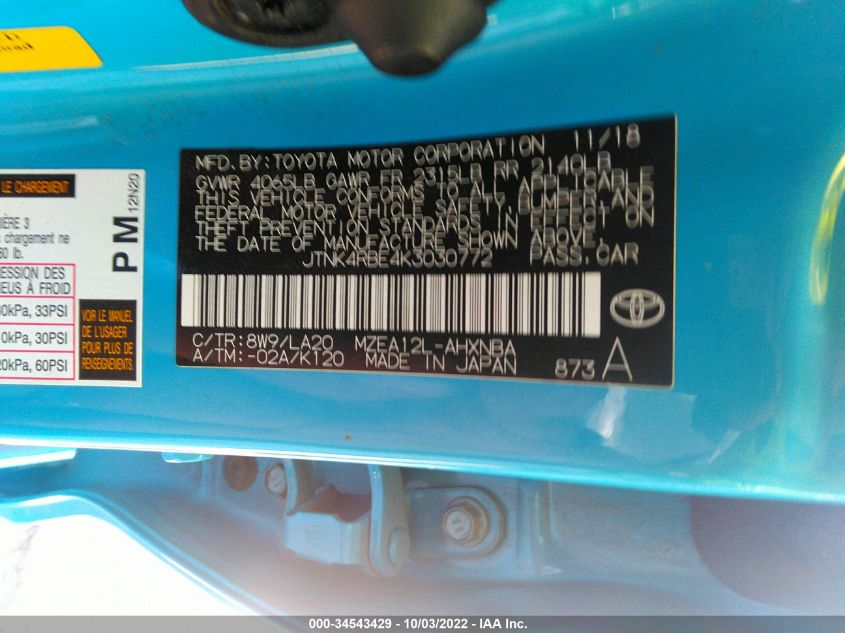 LE CHARGEMENT
IÈRE 3
chargement ne
60 lb.
ESSION DES
NEUS À FROID
0kPa, 33PSI
0kPa, 30PSI
20kPa, 60PSI
PM
12N20
VOIR LE MANUEL
DE L'USAGER
POUR PLUS DE
RENSEIGNEMENTS.
MFD. BY: TOYOTA MOTOR CORPORATION 11/18
GVWR 4065LB GAWR FR 2315LB RR 2140LB
THIS VEHICLE CONFORMS TO ALL APPLICABLE
FEDERAL MOTOR VEHICLE SAFETY, BUMPER, AND
THEFT PREVENTION STANDARDS IN EFFECT ON
THE DATE OF MANUFACTURE SHOWN ABOVE.
JTNK4RBE4K3030772 PASS. CAR
C/TR: 8W9/LA20 MZEA12L-AHXNBA
A/TM: -02A/K120 MADE IN JAPAN 873 A
000-34543429 - 10/03/2022 - IAA Inc.